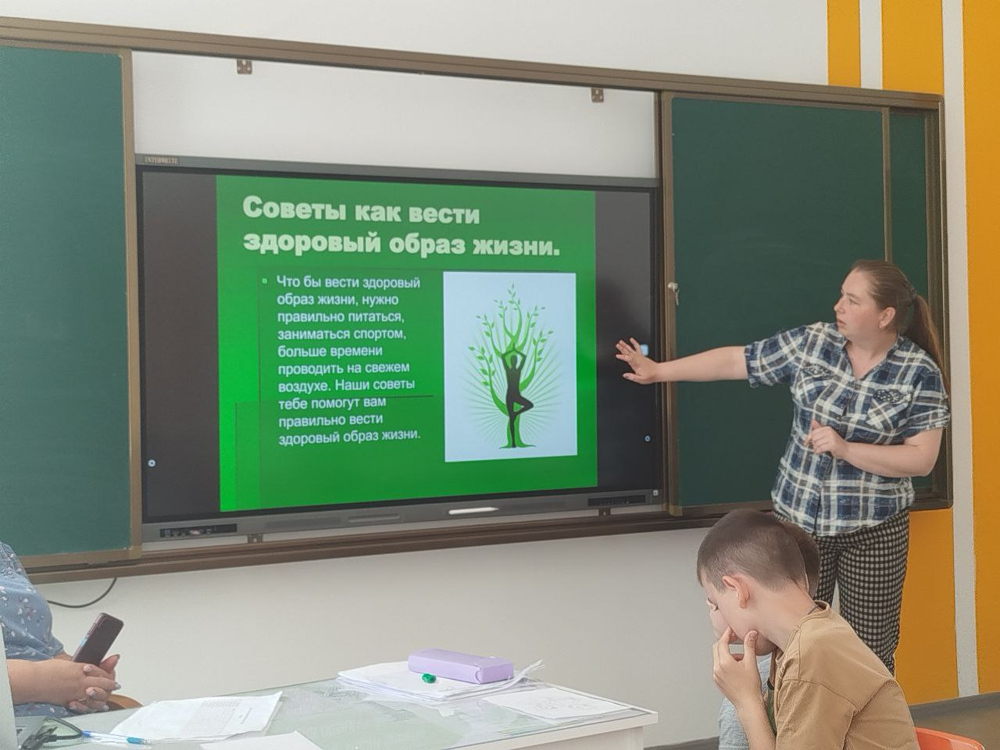 INTERWRITE
Советы как вести
здоровый образ жизни.
Что бы вести здоровый
образ жизни, нужно
правильно питаться,
заниматься спортом,
больше времени
проводить на свежем
воздухе. Наши советы
тебе помогут вам
правильно вести
здоровый образ жизни.